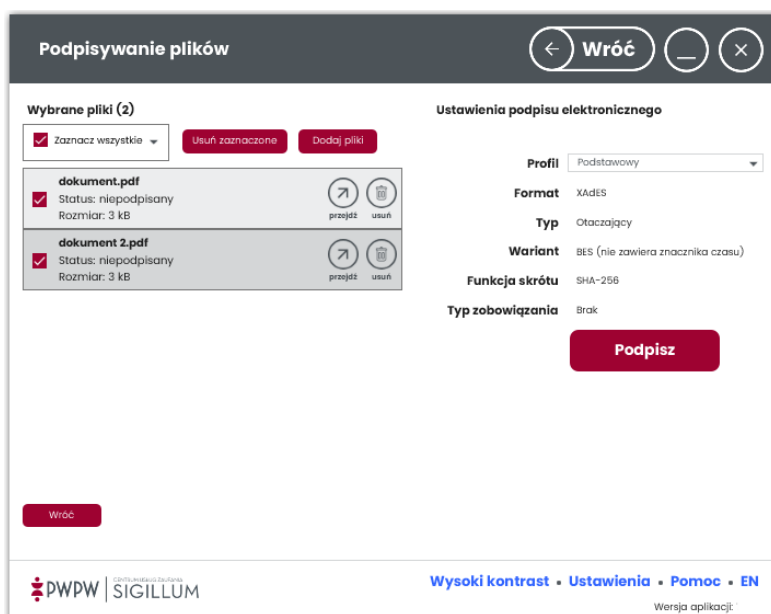 Podpisywanie plików
Wróć
Wybrane pliki (2)
Zaznacz wszystkie
Usuń zaznaczone
Dodaj pliki
dokument.pdf
Status: niepodpisany
Rozmiar: 3 kB
przejdź
usuń
dokument 2.pdf
Status: niepodpisany
Rozmiar: 3 kB
przejdź
usuń
Ustawienia podpisu elektronicznego
Profil Podstawowy
Format XAdES
Typ Otaczający
Wariant BES (nie zawiera znacznika czasu)
Funkcja skrótu SHA-256
Typ zobowiązania Brak
Podpisz
Wróć
PWPW
CENTRUM USŁUG ZAUFANIA
SIGILLUM
Wysoki kontrast Ustawienia Pomoc EN
Wersja aplikacji: